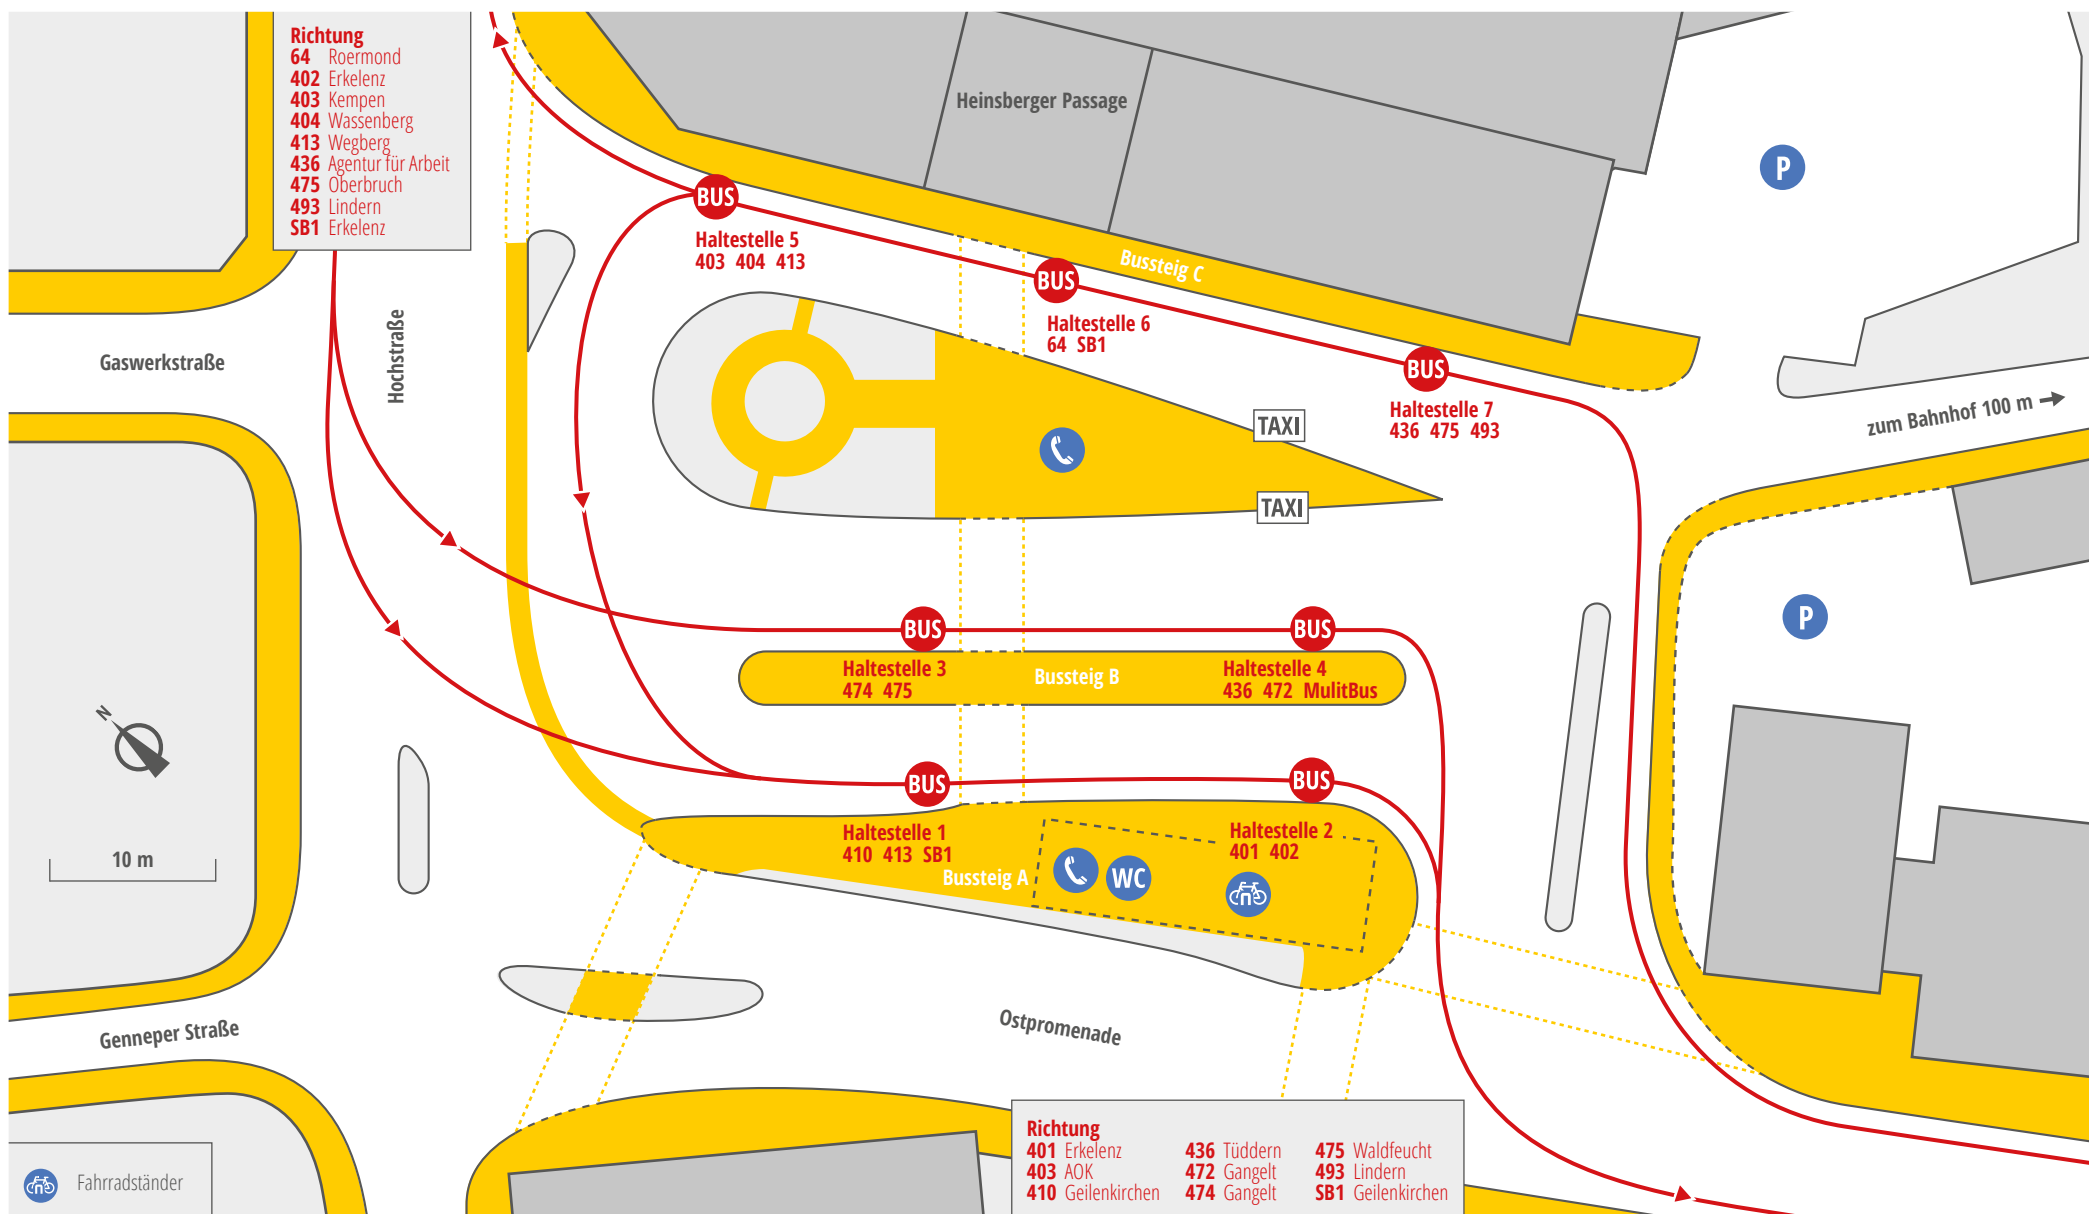 Richtung
64 Roermond
402 Erkelenz
403 Kempen
404 Wassenberg
413 Wegberg
436 Agentur für Arbeit
475 Oberbruch
493 Lindern
SB1 Erkelenz
Heinsberger Passage
P
BUS
Haltestelle 5
403 404 413
Bussteig C
BUS
Haltestelle 6
64 SB1
BUS
Haltestelle 7
436 475 493
Gaswerkstraße
Hochstraße
TAXI
TAXI
zum Bahnhof 100 m
P
BUS
Haltestelle 3
474 475
Bussteig B
BUS
Haltestelle 4
436 472 MulitBus
N
10 m
BUS
Haltestelle 1
410 413 SB1
Bussteig A
WC
BUS
Haltestelle 2
401 402
Genneper Straße
Ostpromenade
Richtung
401 Erkelenz 436 Tüddern 475 Waldfeucht
403 AOK 472 Gangelt 493 Lindern
410 Geilenkirchen 474 Gangelt SB1 Geilenkirchen
Fahrradständer